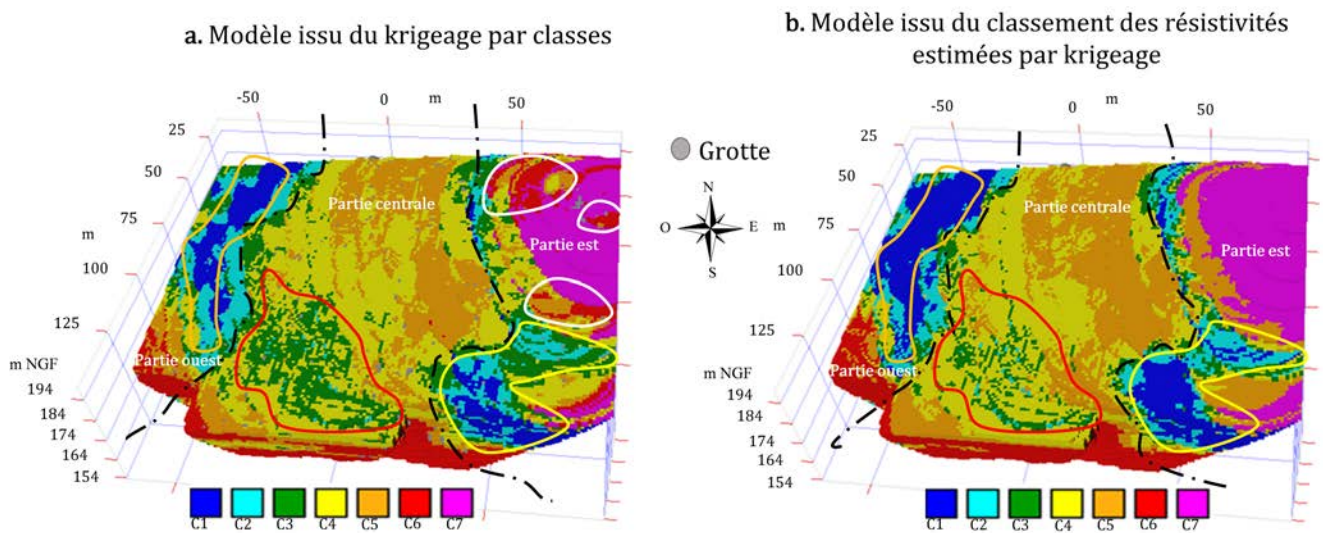 a. Modèle issu du krigeage par classes
-50
0
m
50
25
50
75
m
100
125
m NGF
194
184
174
164
154
Partie centrale
Partie est
Partie ouest
C1 C2 C3 C4 C5 C6 C7
Grotte
N
O
E
S
b. Modèle issu du classement des résistivités
estimées par krigeage
-50
0
m
50
25
50
75
m
100
125
m NGF
194
184
174
164
154
Partie centrale
Partie est
Partie ouest
C1 C2 C3 C4 C5 C6 C7